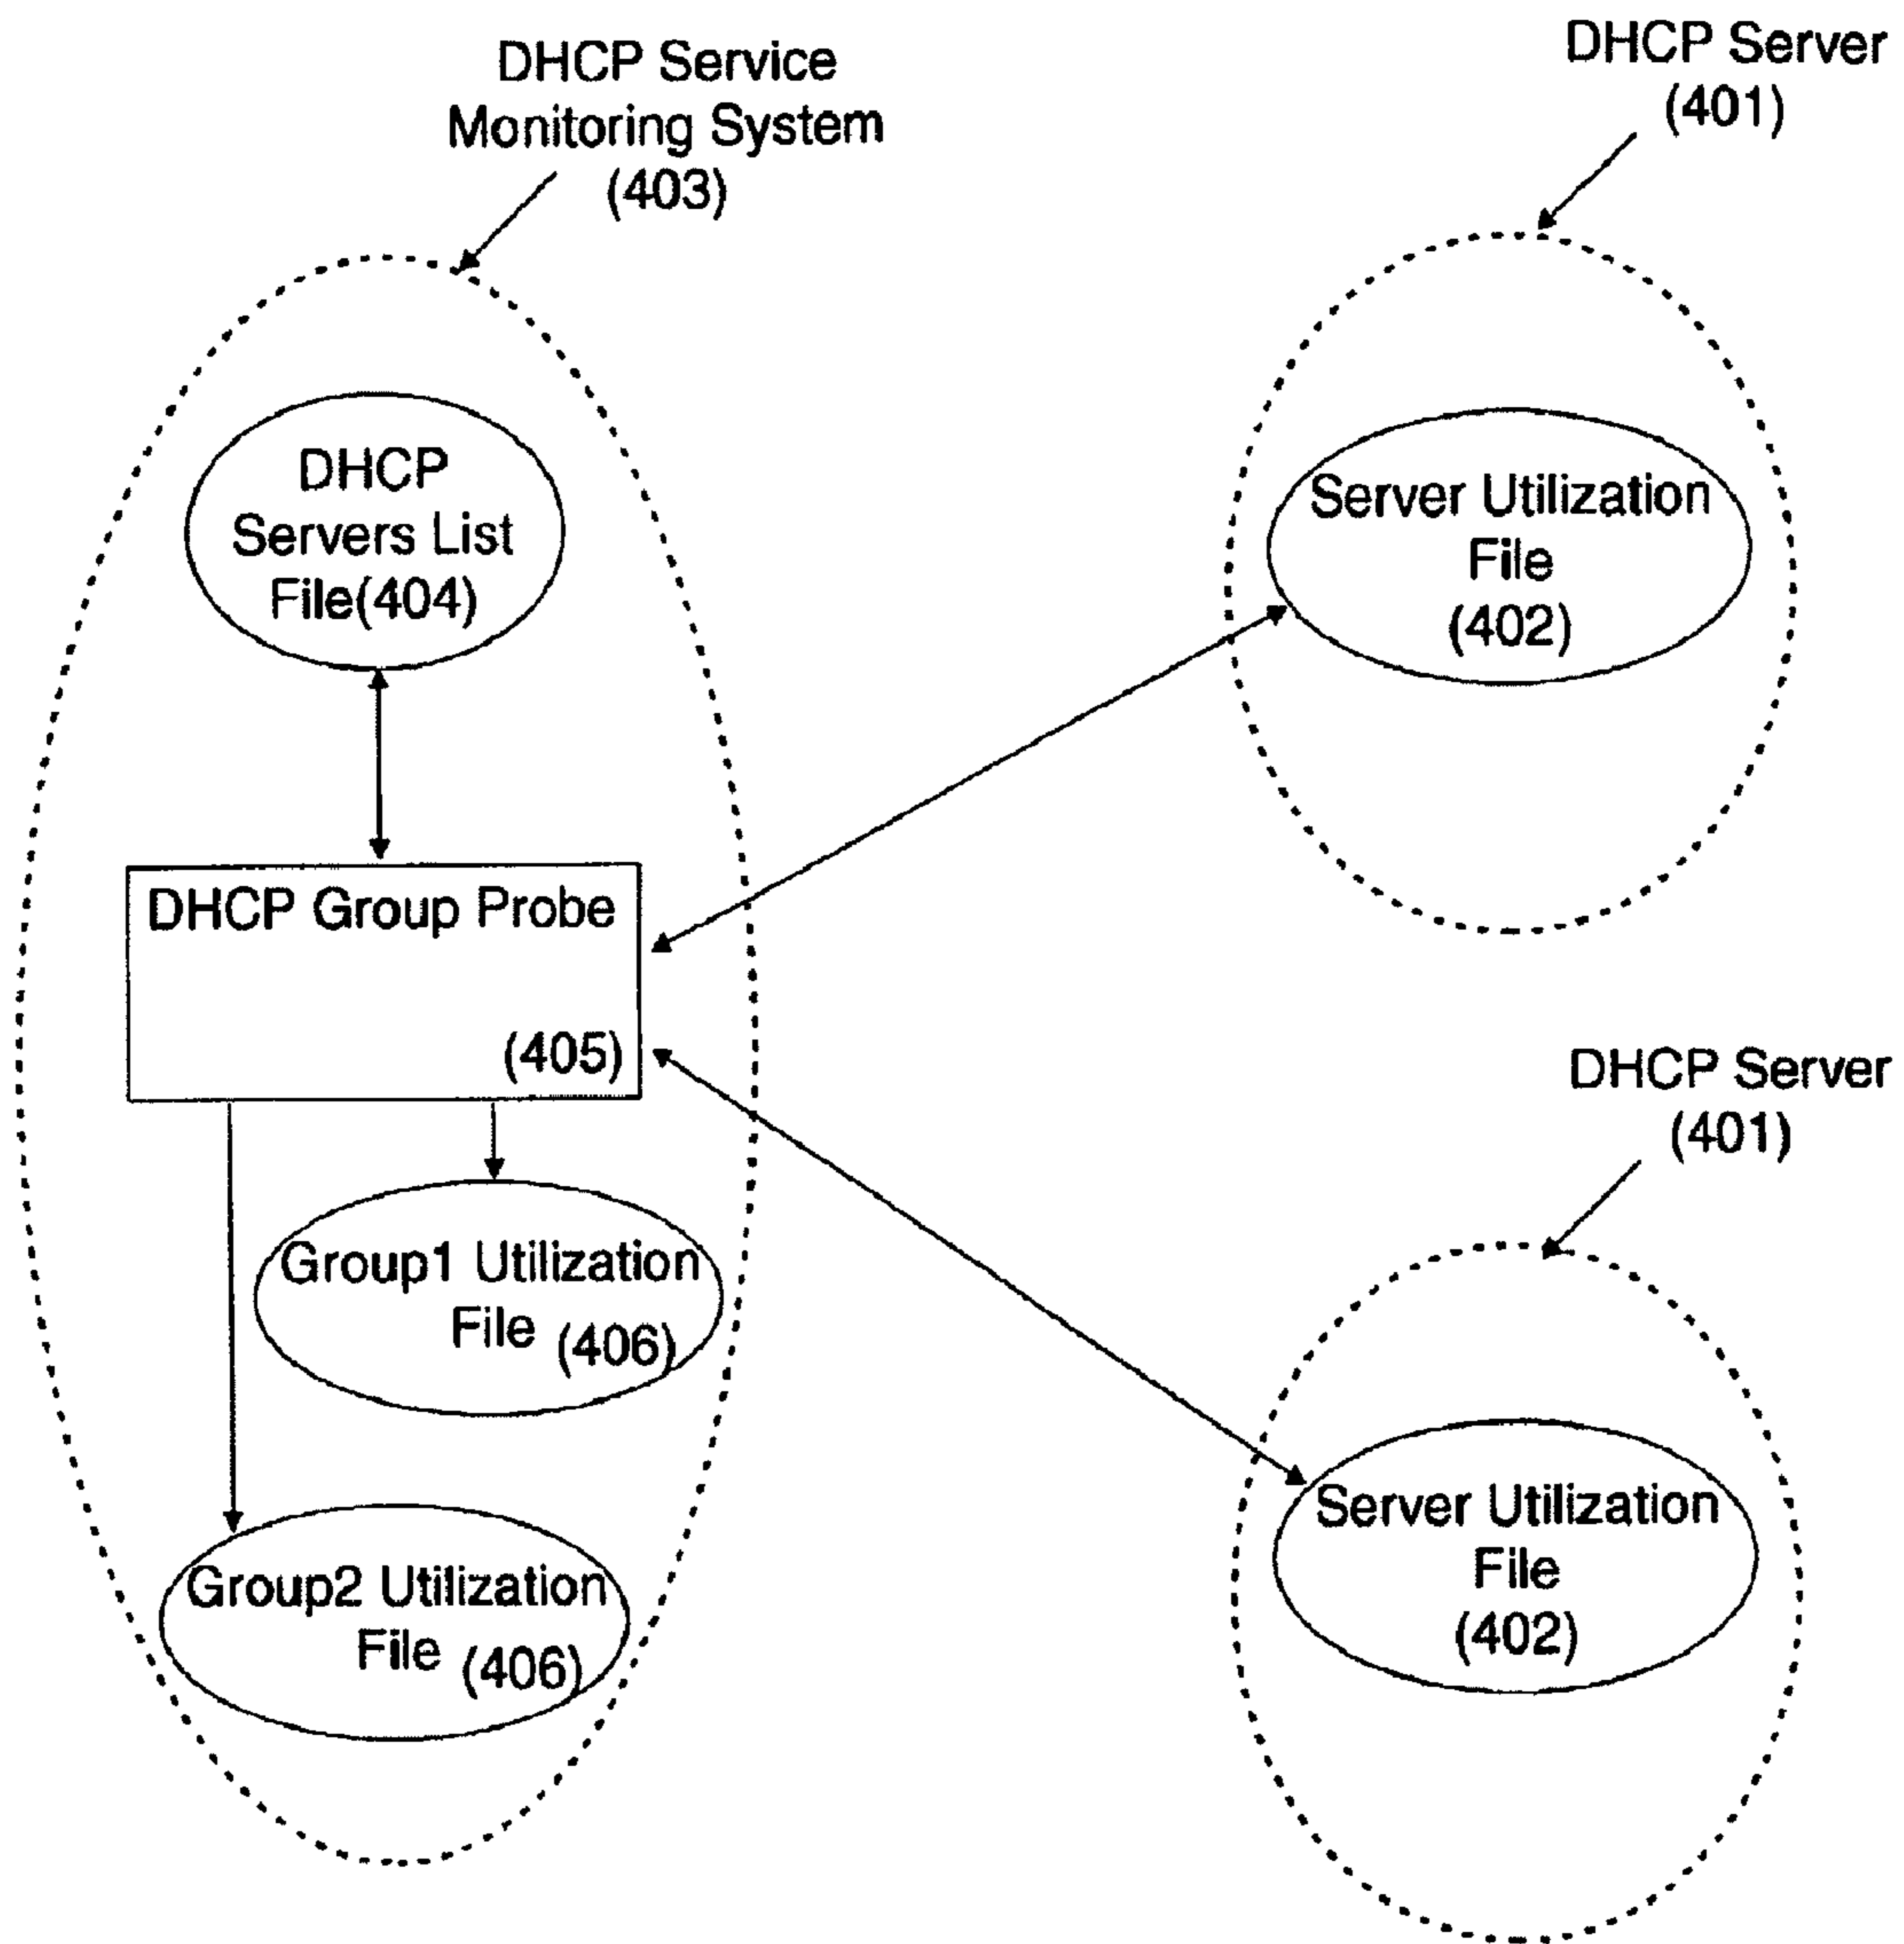 DHCP Service
Monitoring System
(403)
DHCP Server
(401)
DHCP
Servers List
File(404)
Server Utilization
File
(402)
DHCP Group Probe
(405)
DHCP Server
(401)
Group1 Utilization
File (406)
Server Utilization
File
(402)
Group2 Utilization
File (406)